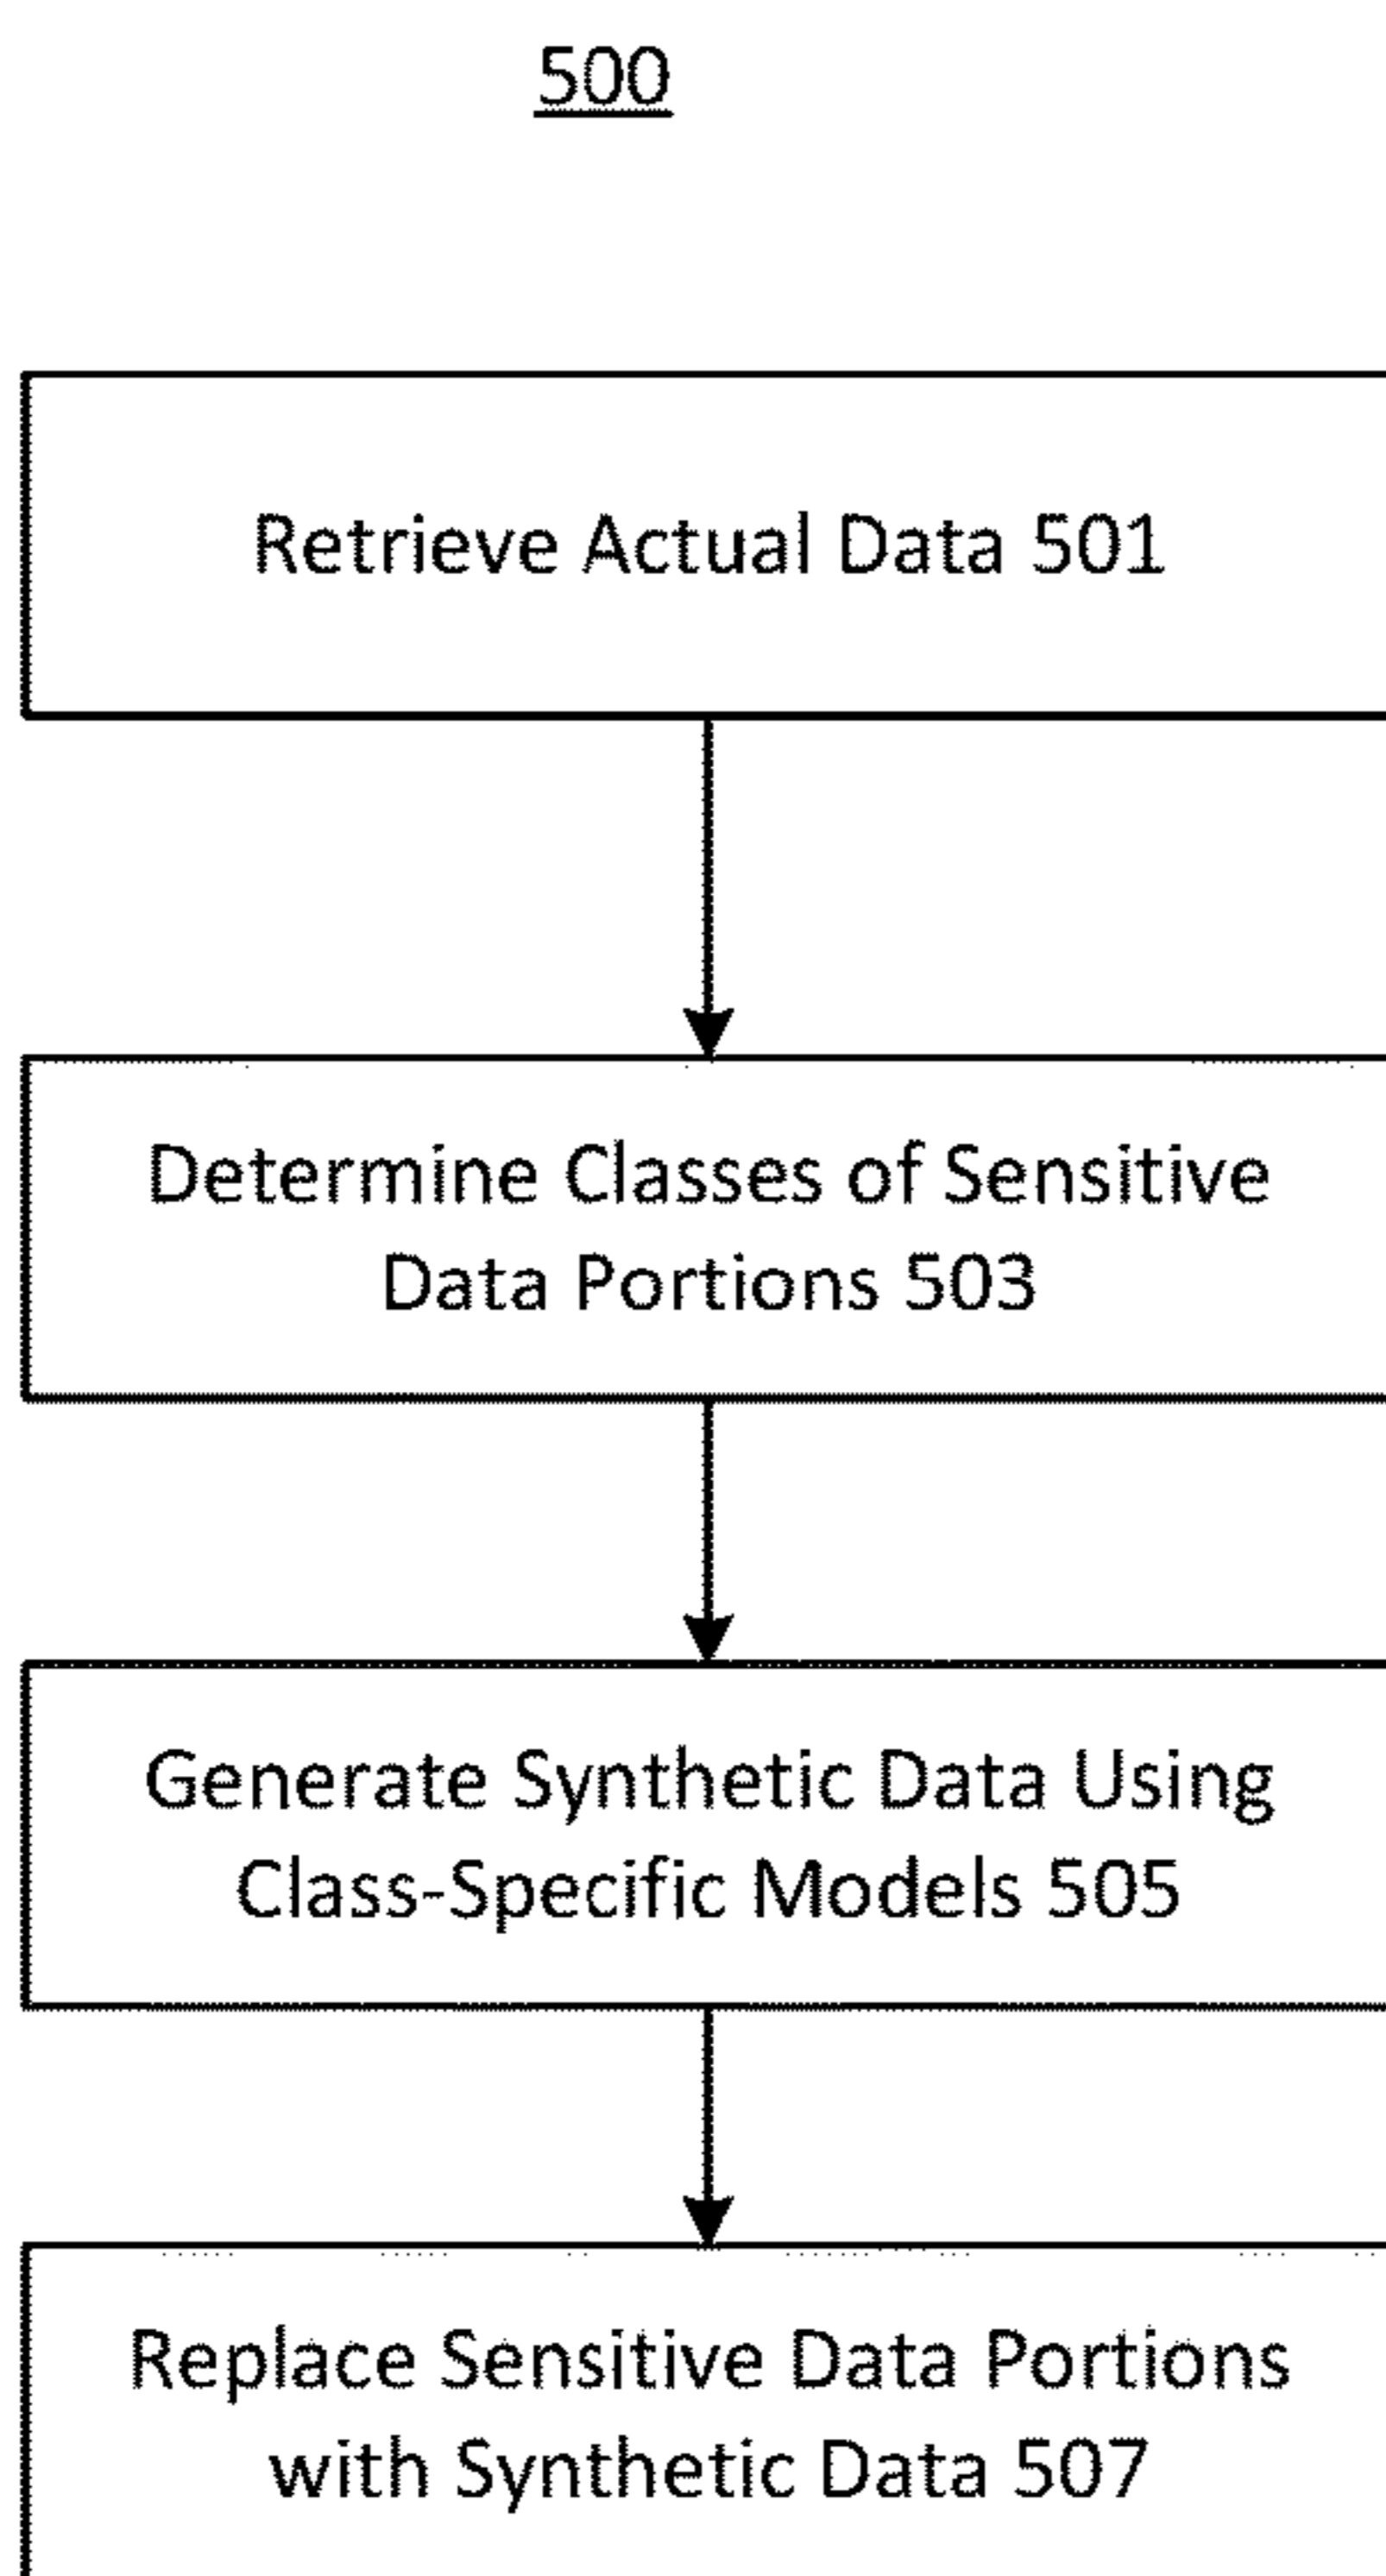 500
Retrieve Actual Data 501
Determine Classes of Sensitive
Data Portions 503
Generate Synthetic Data Using
Class-Specific Models 505
Replace Sensitive Data Portions
with Synthetic Data 507